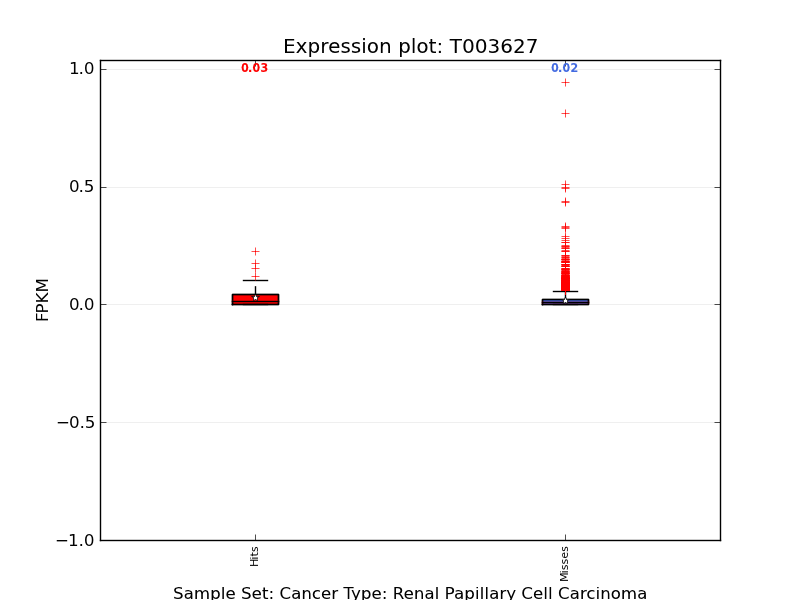 Expression plot: T003627
0.03
0.02
1.0
0.5
0.0
−0.5
−1.0
FPKM
Hits
Misses
Sample Set: Cancer Type: Renal Papillary Cell Carcinoma